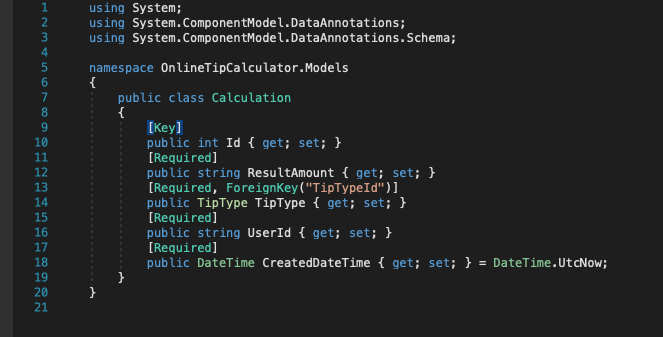 1 using System;
2 using System.ComponentModel.DataAnnotations;
3 using System.ComponentModel.DataAnnotations.Schema;
4
5 namespace OnlineTipCalculator.Models
6 {
7     public class Calculation
8     {
9         [Key]
10         public int Id { get; set; }
11         [Required]
12         public string ResultAmount { get; set; }
13         [Required, ForeignKey("TipTypeId")]
14         public TipType TipType { get; set; }
15         [Required]
16         public string UserId { get; set; }
17         [Required]
18         public DateTime CreatedDateTime { get; set; } = DateTime.UtcNow;
19     }
20 }
21